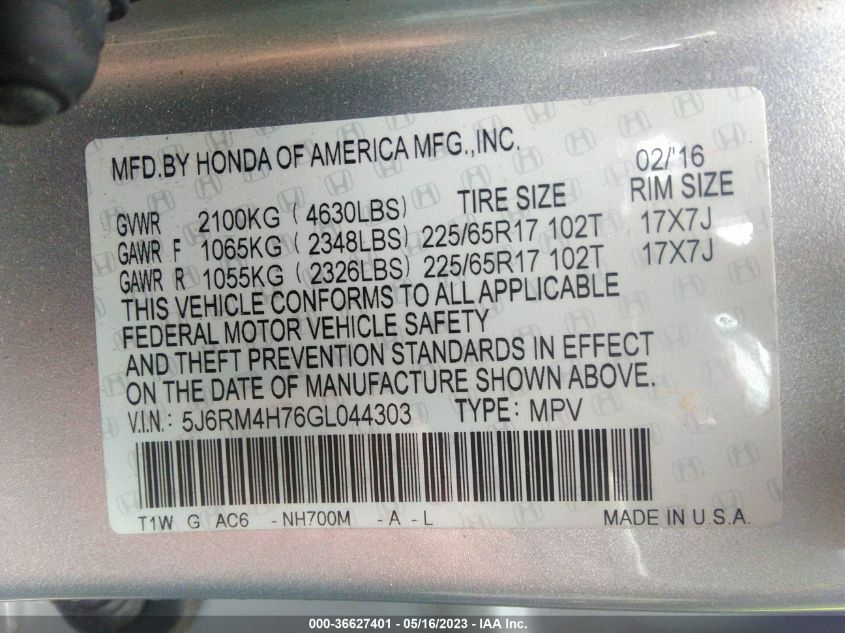 MFD.BY HONDA OF AMERICA MFG.,INC. 02/'16
TIRE SIZE RIM SIZE
GVWR 2100KG ( 4630LBS)
GAWR F 1065KG ( 2348LBS) 225/65R17 102T 17X7J
GAWR R 1055KG ( 2326LBS) 225/65R17 102T 17X7J
THIS VEHICLE CONFORMS TO ALL APPLICABLE
FEDERAL MOTOR VEHICLE SAFETY
AND THEFT PREVENTION STANDARDS IN EFFECT
ON THE DATE OF MANUFACTURE SHOWN ABOVE.
V.I.N.: 5J6RM4H76GL044303 TYPE: MPV
T1W G AC6 -NH700M -A -L MADE IN U.S.A.
000-36627401 - 05/16/2023 - IAA Inc.